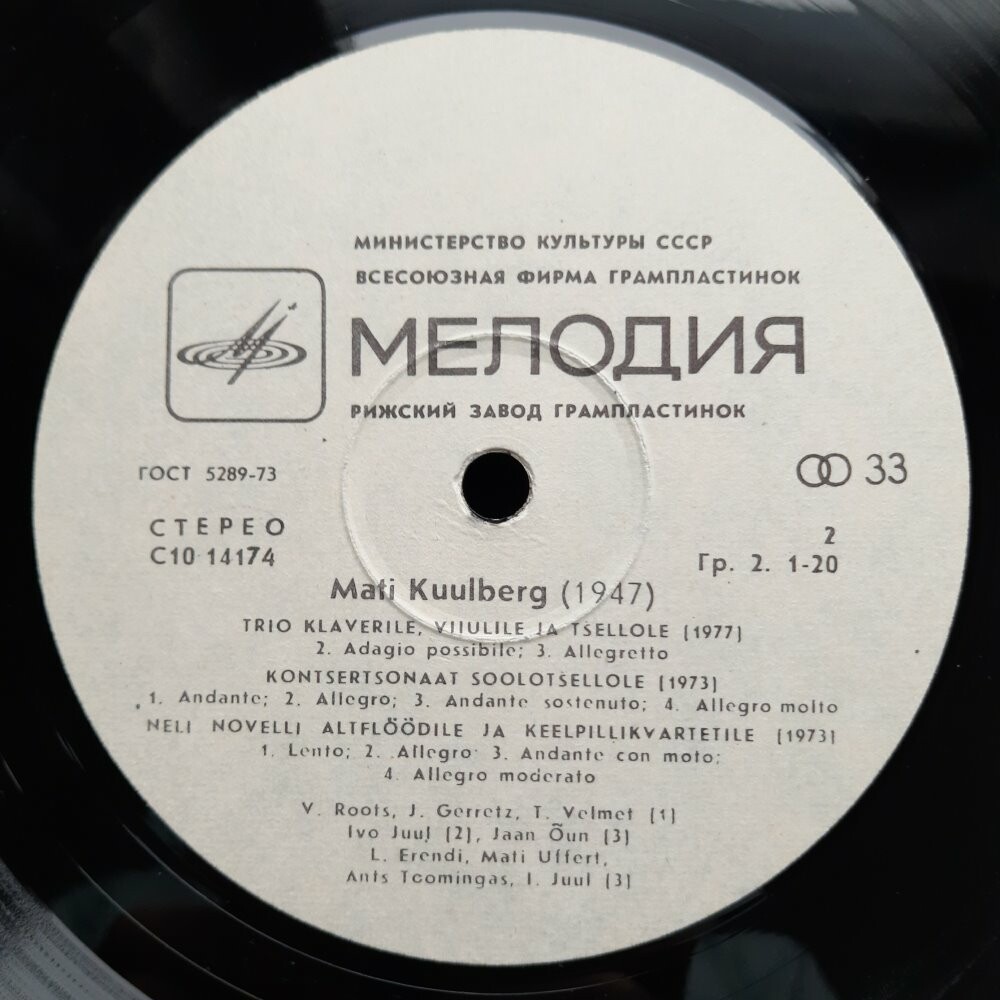 МИНИСТЕРСТВО КУЛЬТУРЫ СССР
ВСЕСОЮЗНАЯ ФИРМА ГРАМПЛАСТИНОК
МЕЛОДИЯ
РИЖСКИЙ ЗАВОД ГРАМПЛАСТИНОК
ГОСТ 5289-73
33
СТЕРЕО
2
С10 14174
Гр. 2. 1-20
Mati Kuulberg (1947)
TRIO KLAVERILE, VIIULILE JA TSELLOLE (1977)
2. Adagio possibile; 3. Allegretto
KONTSERTSONAAT SOOLOTSELLOLE (1973)
1. Andante; 2. Allegro; 3. Andante sostenuto; 4. Allegro molto
NELI NOVELLI ALTFLÖÖDILE JA KEELPILLIKVARTETILE (1973)
1. Lento; 2. Allegro; 3. Andante con moto;
4. Allegro moderato
V. Roots, J. Gerretz, T. Velmet (1)
Ivo Juul (2), Jaan Õun (3)
L. Erendi, Mati Uffert,
Ants Toomingas, I. Juul (3)